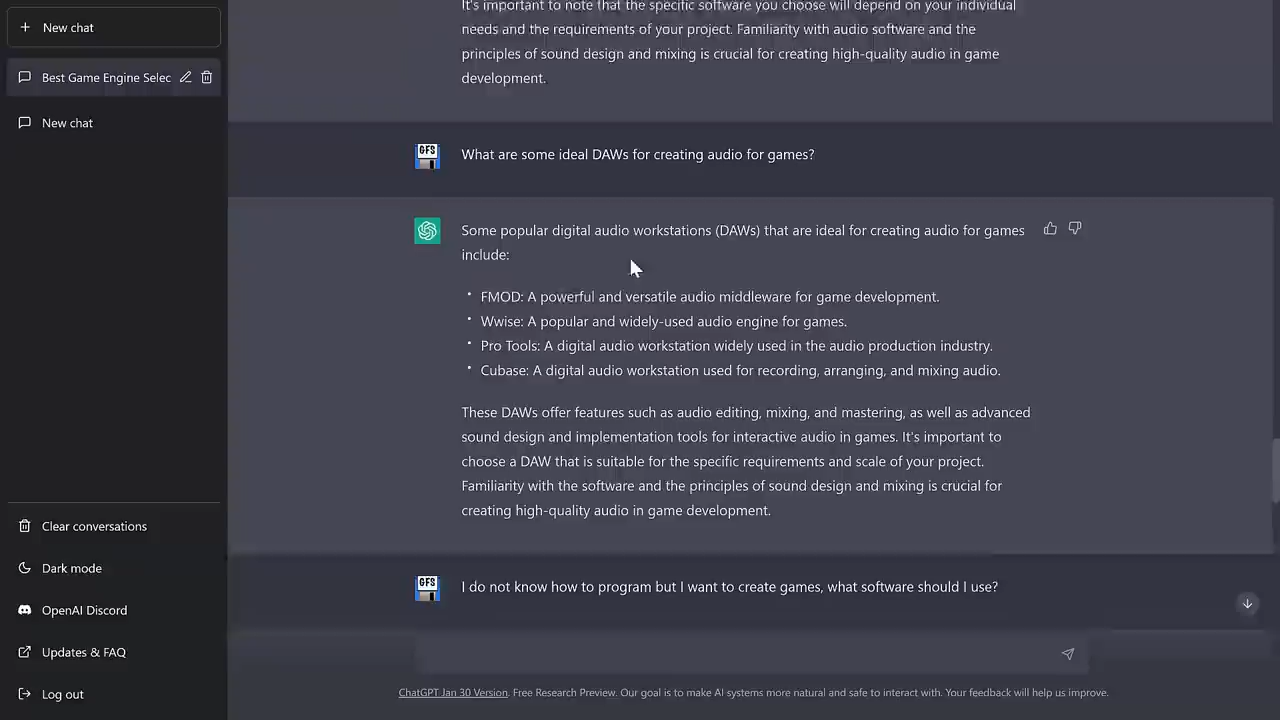 New chat
Best Game Engine Selec
New chat
Clear conversations
Dark mode
OpenAI Discord
Updates & FAQ
Log out
It's important to note that the specific software you choose will depend on your individual
needs and the requirements of your project. Familiarity with audio software and the
principles of sound design and mixing is crucial for creating high-quality audio in game
development.
GFS
What are some ideal DAWs for creating audio for games?
Some popular digital audio workstations (DAWs) that are ideal for creating audio for games
include:
• FMOD: A powerful and versatile audio middleware for game development.
• Wwise: A popular and widely-used audio engine for games.
• Pro Tools: A digital audio workstation widely used in the audio production industry.
• Cubase: A digital audio workstation used for recording, arranging, and mixing audio.
These DAWs offer features such as audio editing, mixing, and mastering, as well as advanced
sound design and implementation tools for interactive audio in games. It's important to
choose a DAW that is suitable for the specific requirements and scale of your project.
Familiarity with the software and the principles of sound design and mixing is crucial for
creating high-quality audio in game development.
GFS
I do not know how to program but I want to create games, what software should I use?
ChatGPT Jan 30 Version. Free Research Preview. Our goal is to make AI systems more natural and safe to interact with. Your feedback will help us improve.